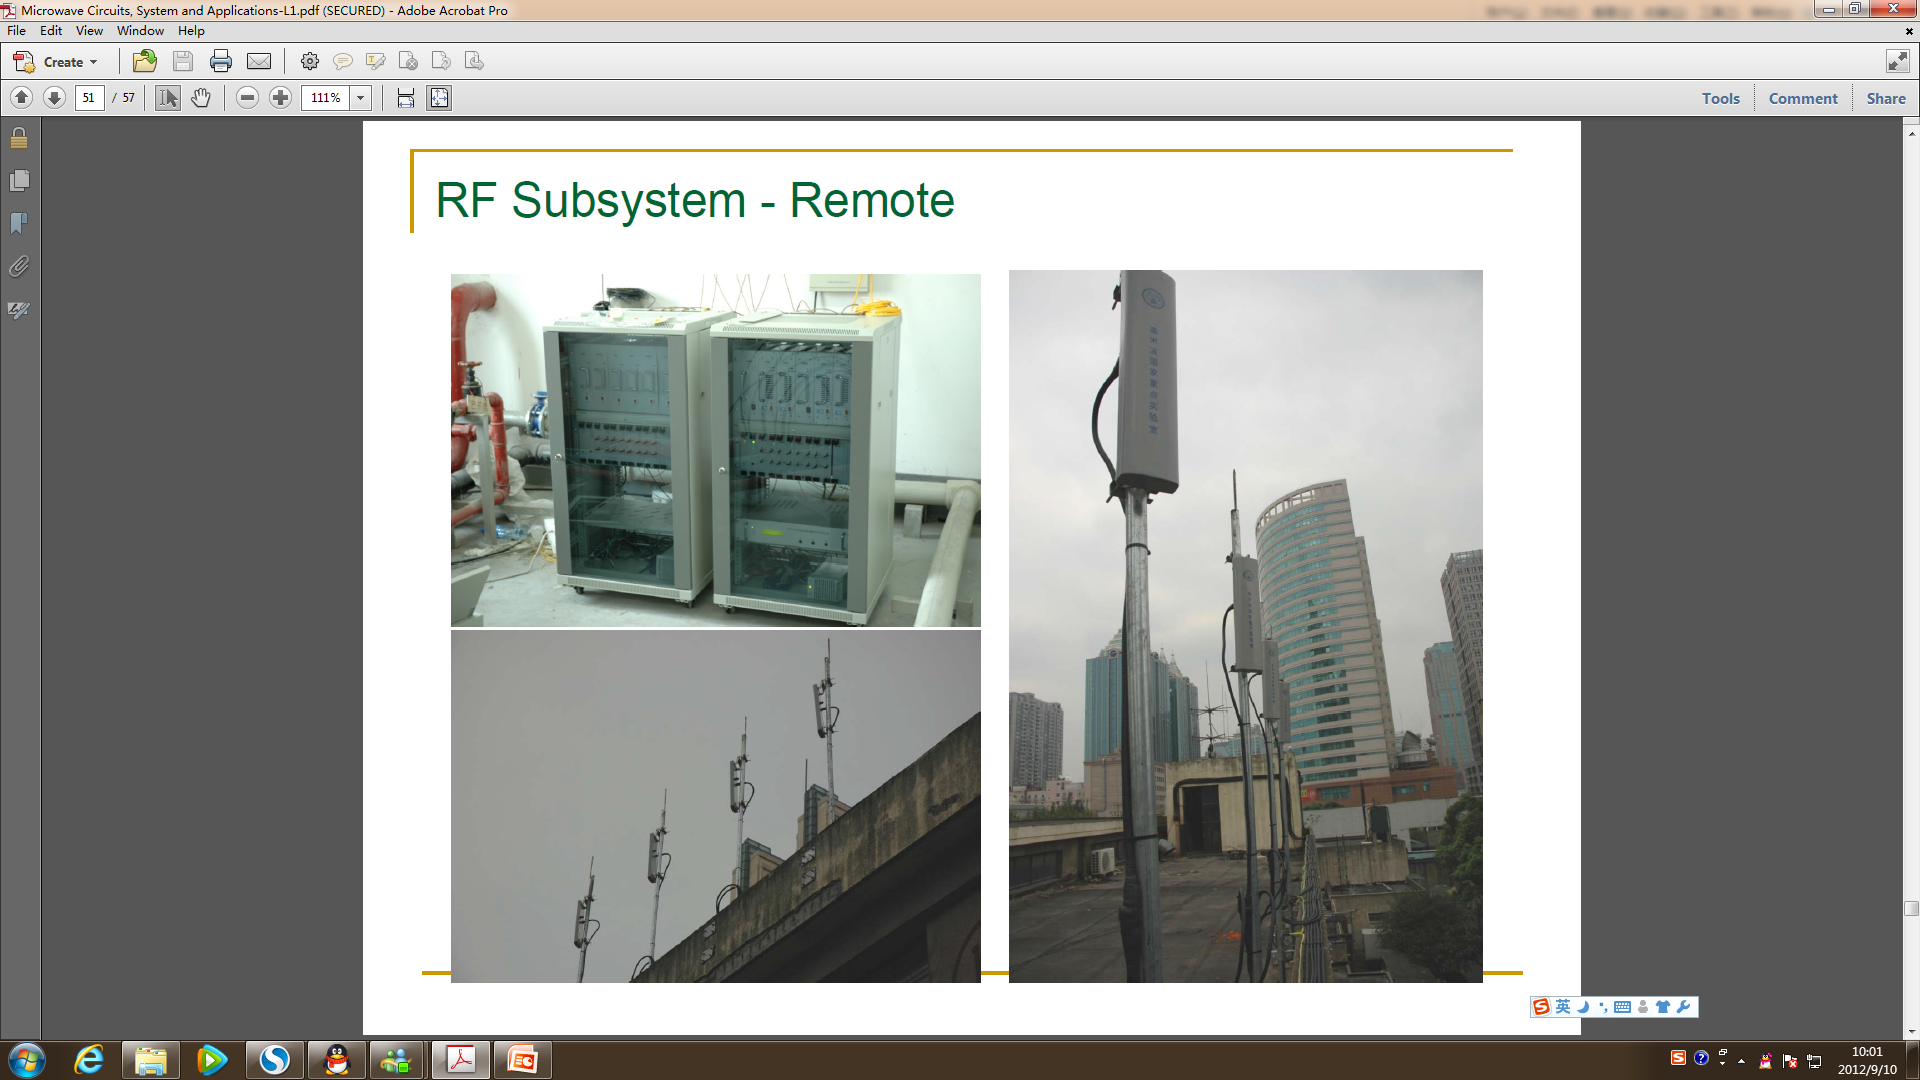 Microwave Circuits, System and Applications-L1.pdf (SECURED) - Adobe Acrobat Pro
File Edit View Window Help
Create
51 / 57
111%
Tools Comment Share
RF Subsystem - Remote
英
10:01
2012/9/10